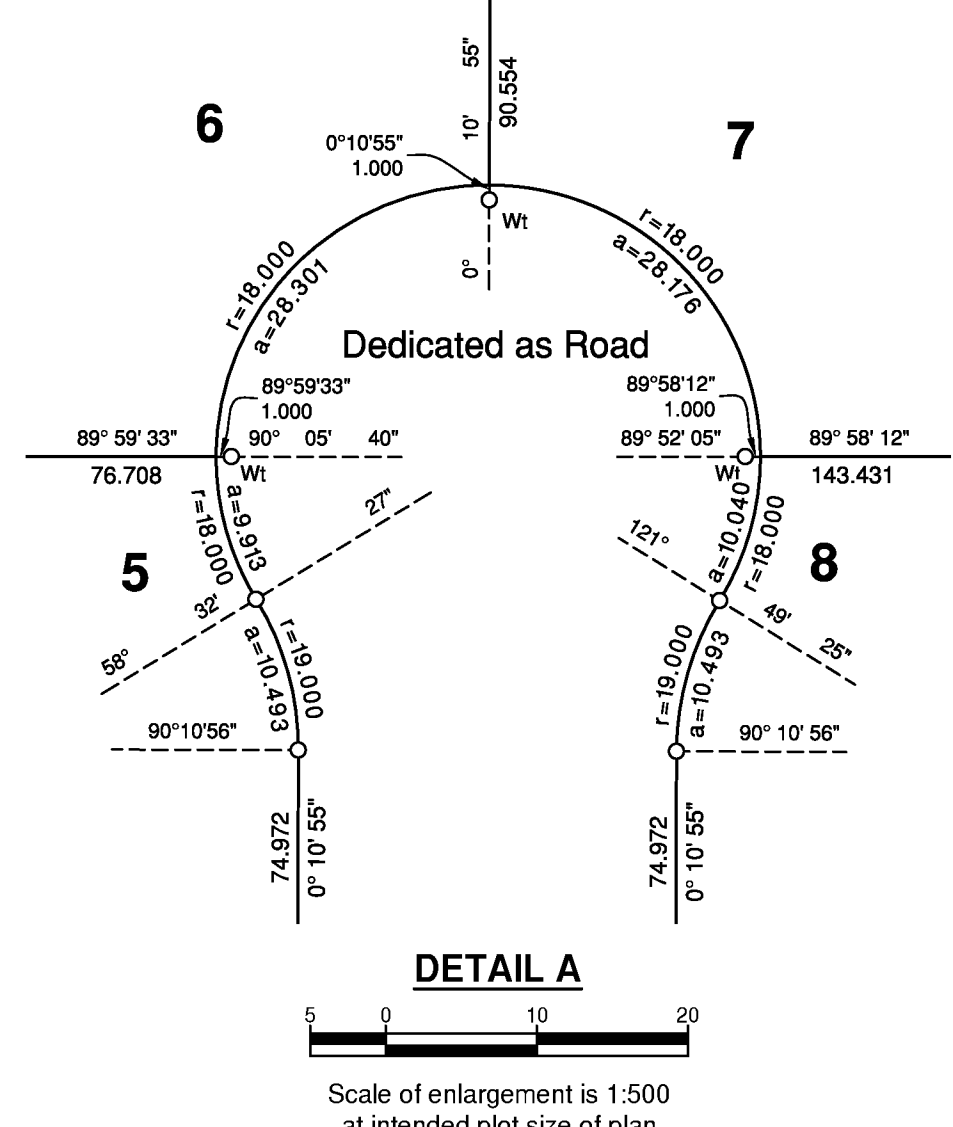 55"
10'
90.554
6
7
0°10'55"
1.000
Wt
0°
r=18.000
a=28.301
r=18.000
a=28.176
Dedicated as Road
89°59'33"
1.000
89°58'12"
1.000
89° 59' 33"
76.708
90° 05' 40"
Wt
89° 52' 05"
Wt
89° 58' 12"
143.431
r=18.000
a=9.913
27"
32'
58°
5
a=10.040
r=18.000
121°
49'
25"
8
a=10.493
r=19.000
r=19.000
a=10.493
90°10'56"
90° 10' 56"
74.972
0° 10' 55"
74.972
0° 10' 55"
DETAIL A
5 0 10 20
Scale of enlargement is 1:500
at intended plot size of plan